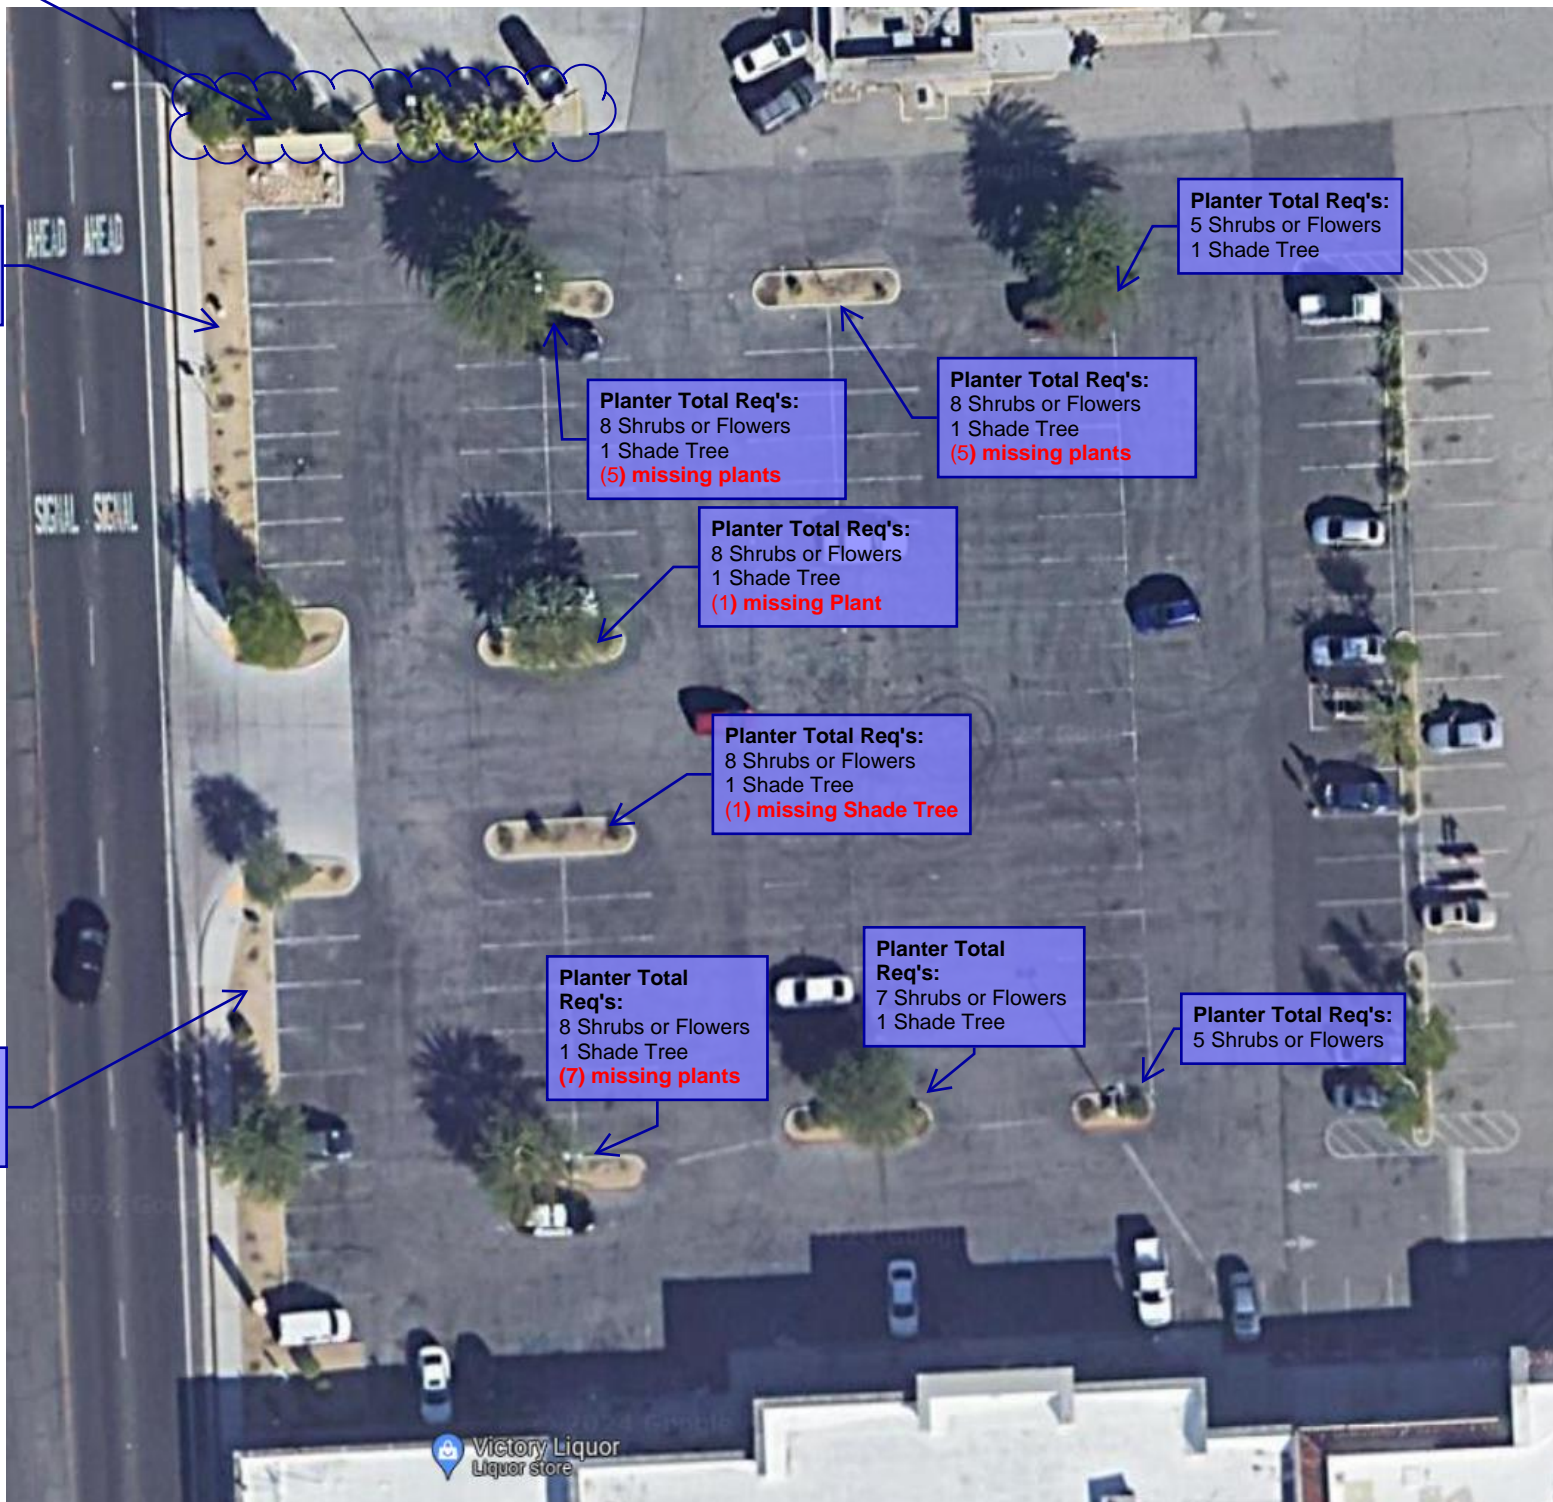 AHEAD AHEAD
Planter Total Req's:
5 Shrubs or Flowers
1 Shade Tree
Planter Total Req's:
8 Shrubs or Flowers
1 Shade Tree
(5) missing plants
Planter Total Req's:
8 Shrubs or Flowers
1 Shade Tree
(5) missing plants
SIGNAL SIGNAL
Planter Total Req's:
8 Shrubs or Flowers
1 Shade Tree
(1) missing Plant
Planter Total Req's:
8 Shrubs or Flowers
1 Shade Tree
(1) missing Shade Tree
Planter Total
Req's:
8 Shrubs or Flowers
1 Shade Tree
(7) missing plants
Planter Total
Req's:
7 Shrubs or Flowers
1 Shade Tree
Planter Total Req's:
5 Shrubs or Flowers
Victory Liquor
Liquor store